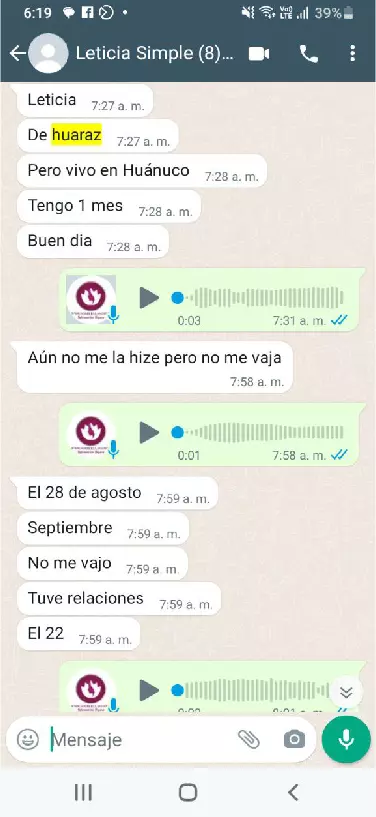 6:19
39%
Leticia Simple (8)...
Leticia 7:27 a. m.
De huaraz 7:27 a. m.
Pero vivo en Huánuco 7:28 a. m.
Tengo 1 mes 7:28 a. m.
Buen dia 7:28 a. m.
0:03 7:31 a. m.
Aún no me la hize pero no me vaja
7:58 a. m.
0:01 7:58 a. m.
El 28 de agosto 7:59 a. m.
Septiembre 7:59 a. m.
No me vajo 7:59 a. m.
Tuve relaciones 7:59 a. m.
El 22 7:59 a. m.
Mensaje